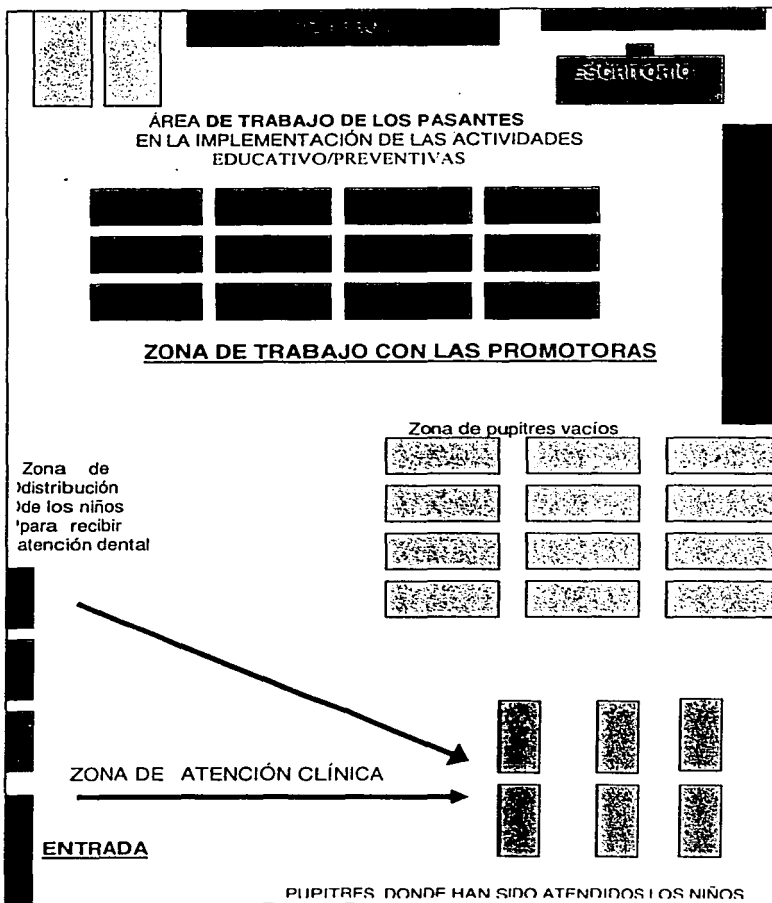 ESCRITORIO
ÁREA DE TRABAJO DE LOS PASANTES
EN LA IMPLEMENTACIÓN DE LAS ACTIVIDADES
EDUCATIVO/PREVENTIVAS
ZONA DE TRABAJO CON LAS PROMOTORAS
Zona de pupitres vacíos
Zona de
distribución
de los niños
para recibir
atención dental
ZONA DE ATENCIÓN CLÍNICA
ENTRADA
PUPITRES DONDE HAN SIDO ATENDIDOS LOS NIÑOS